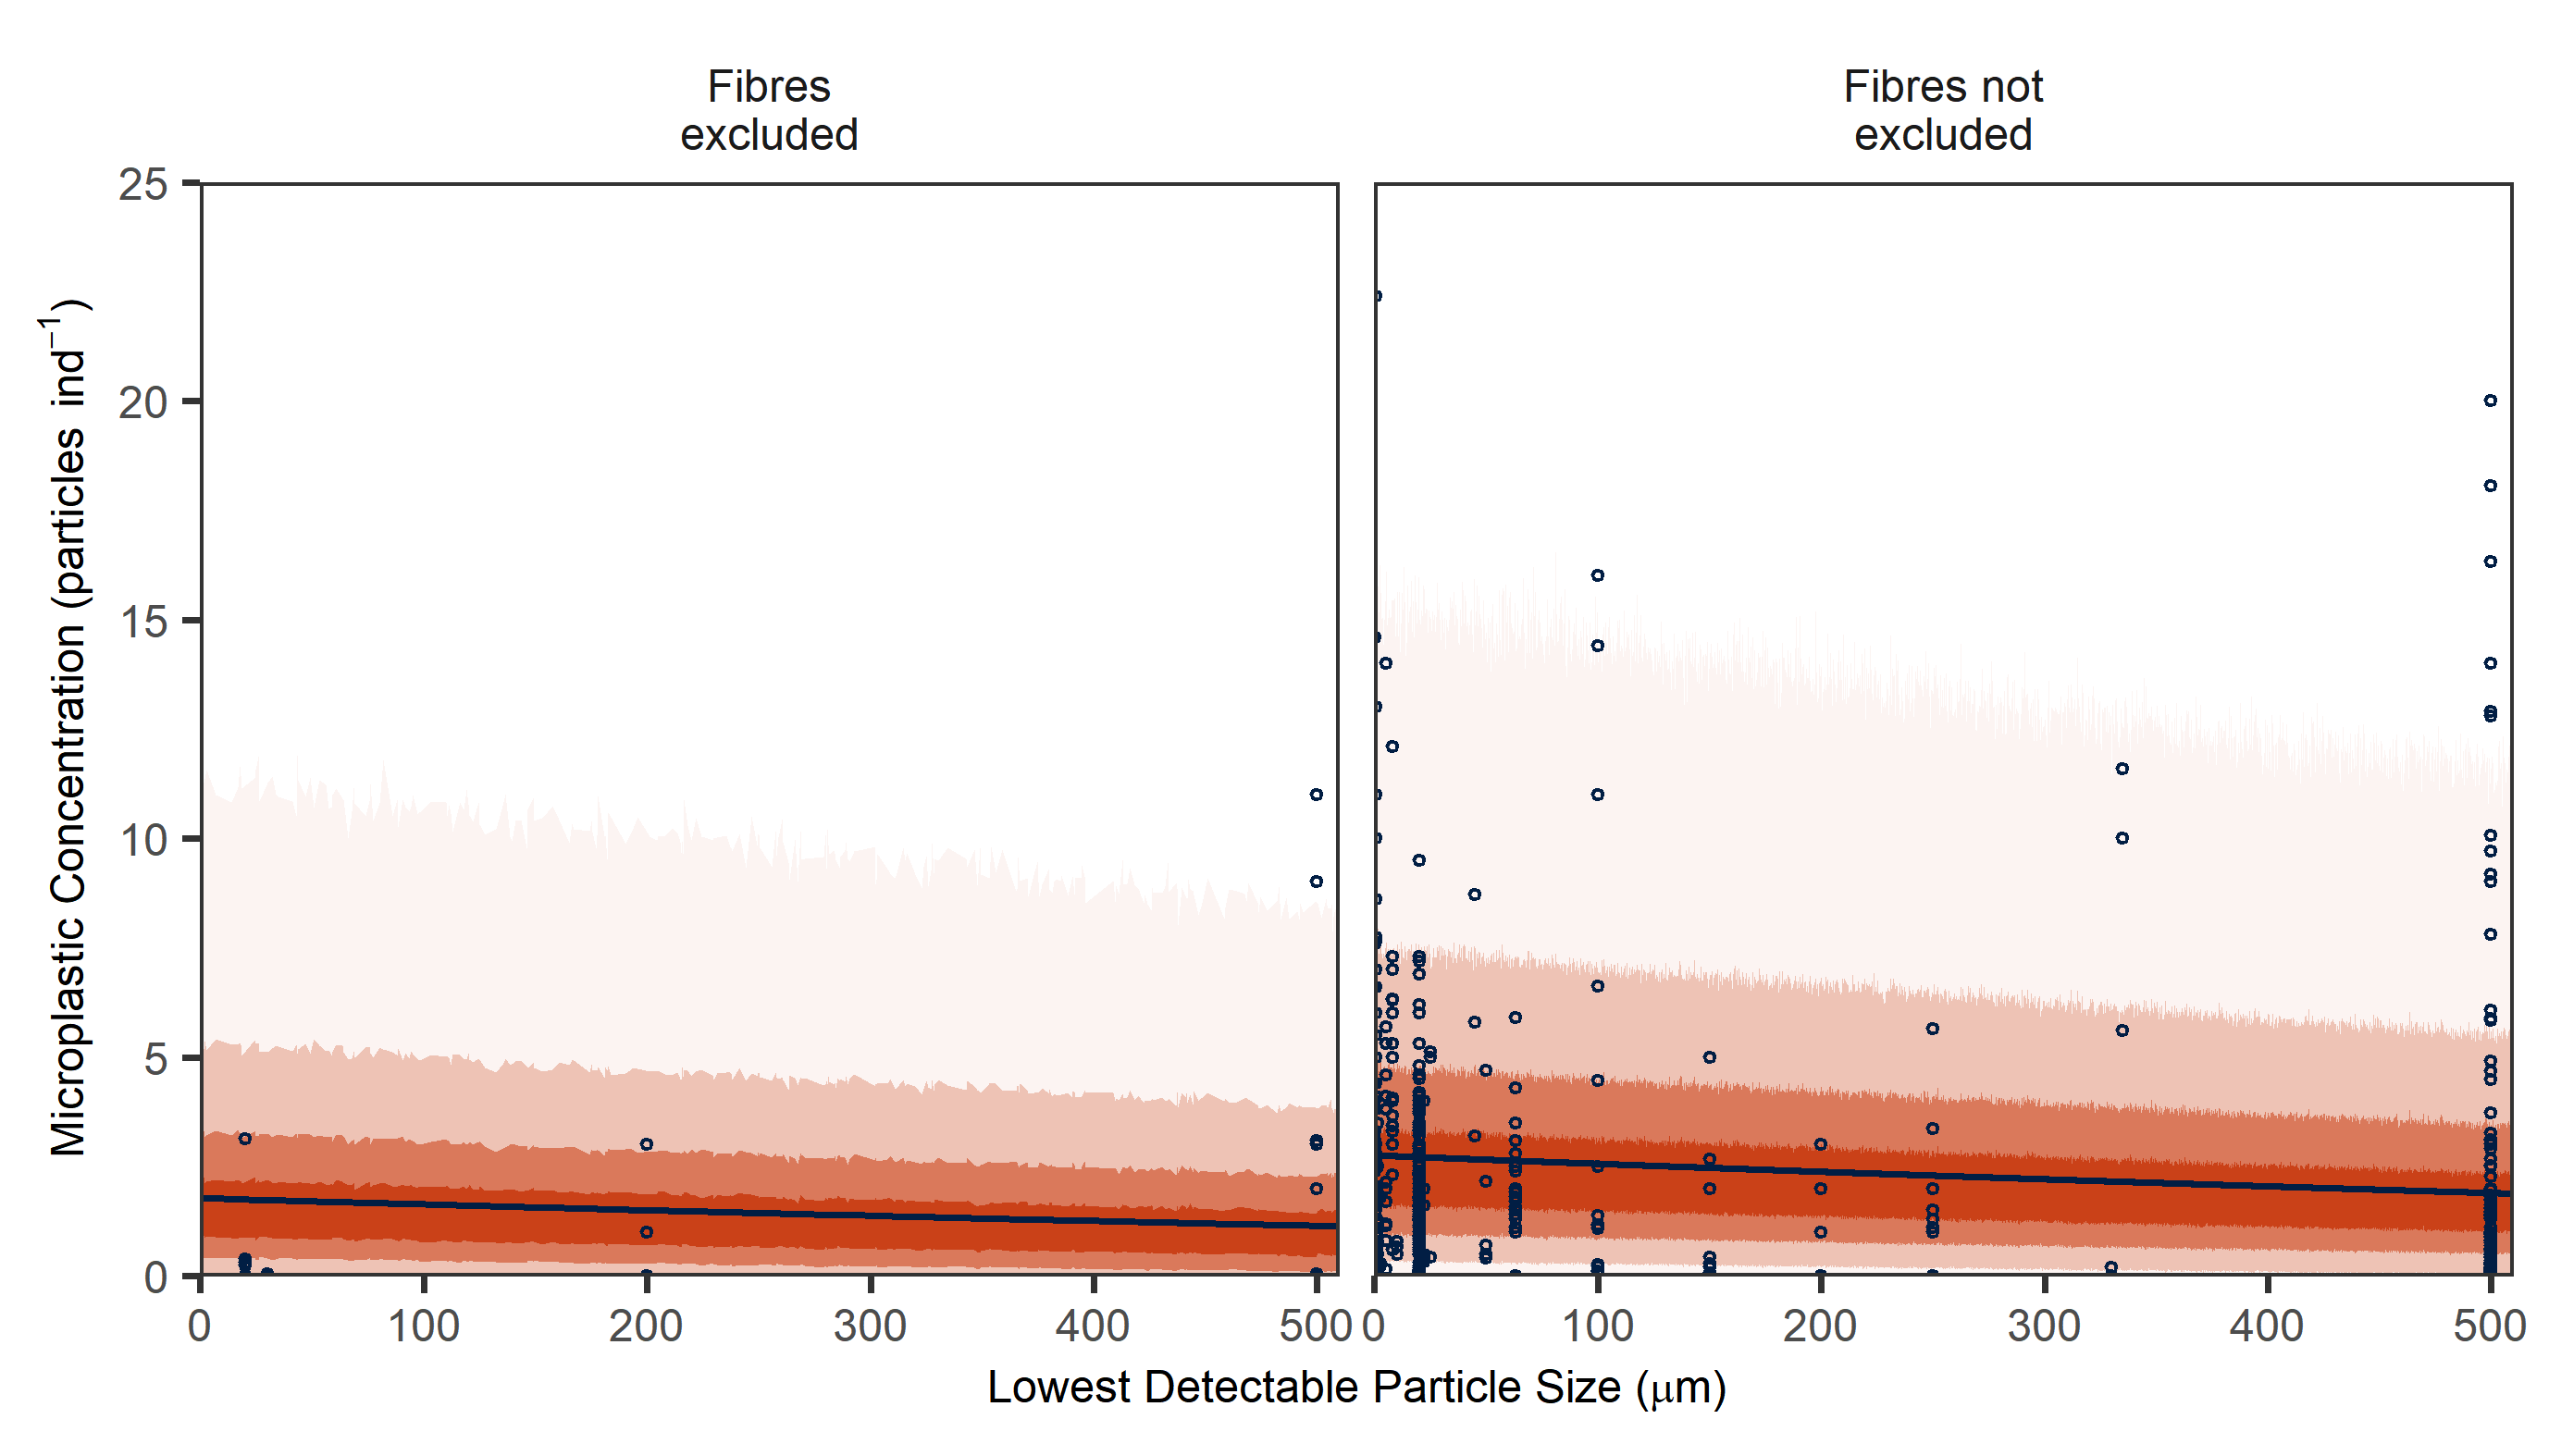 Fibres
excluded
Fibres not
excluded
25
20
15
10
5
0
Microplastic Concentration (particles ind⁻¹)
0 100 200 300 400 500
0 100 200 300 400 500
Lowest Detectable Particle Size (μm)